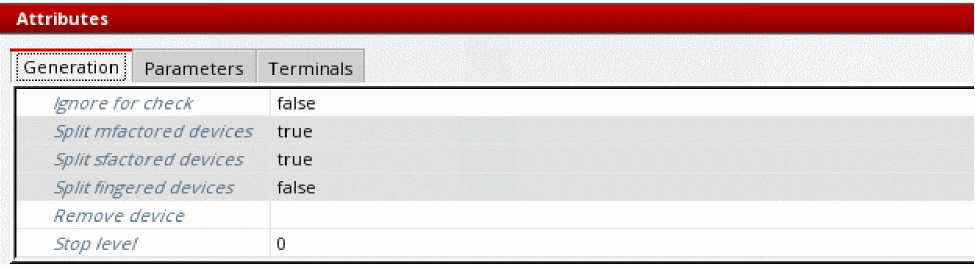 Attributes
Generation Parameters Terminals
Ignore for check false
Split mfactored devices true
Split sfactored devices true
Split fingered devices false
Remove device
Stop level 0